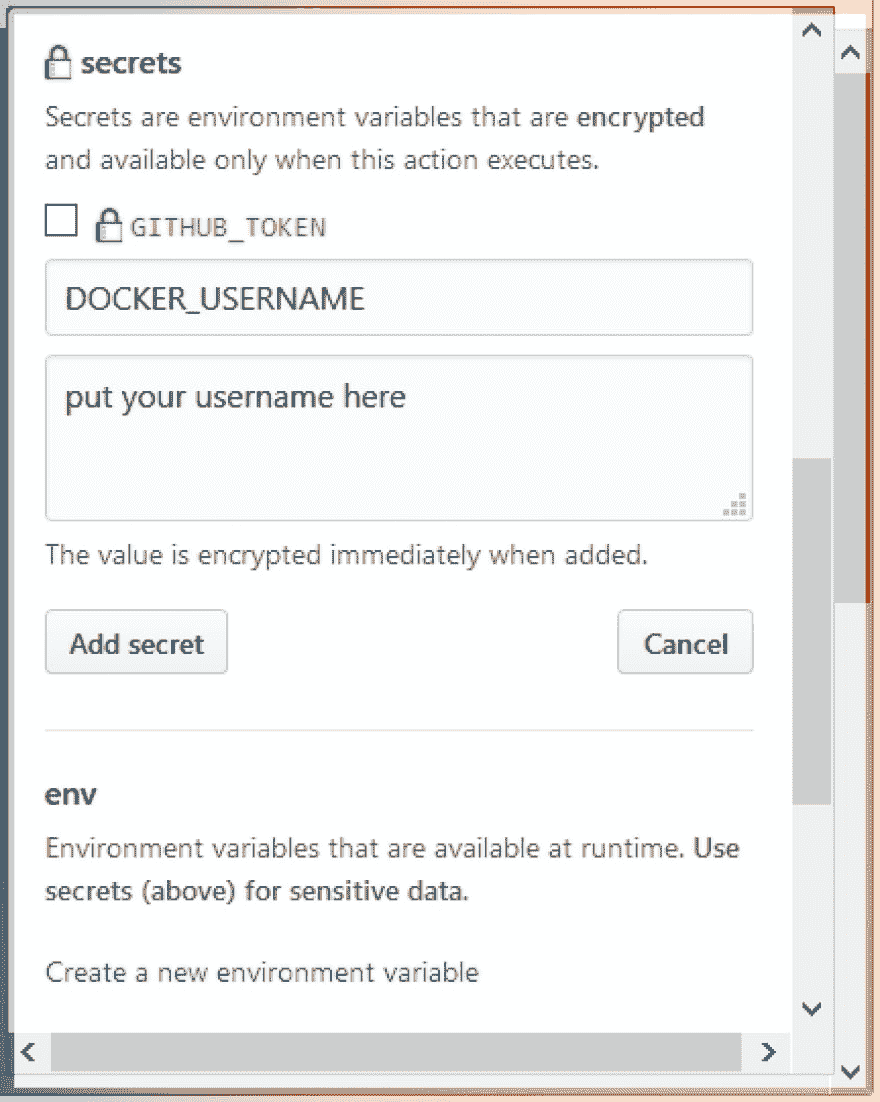 secrets
Secrets are environment variables that are encrypted
and available only when this action executes.
GITHUB_TOKEN
DOCKER_USERNAME
put your username here
The value is encrypted immediately when added.
Add secret
Cancel
env
Environment variables that are available at runtime. Use
secrets (above) for sensitive data.
Create a new environment variable